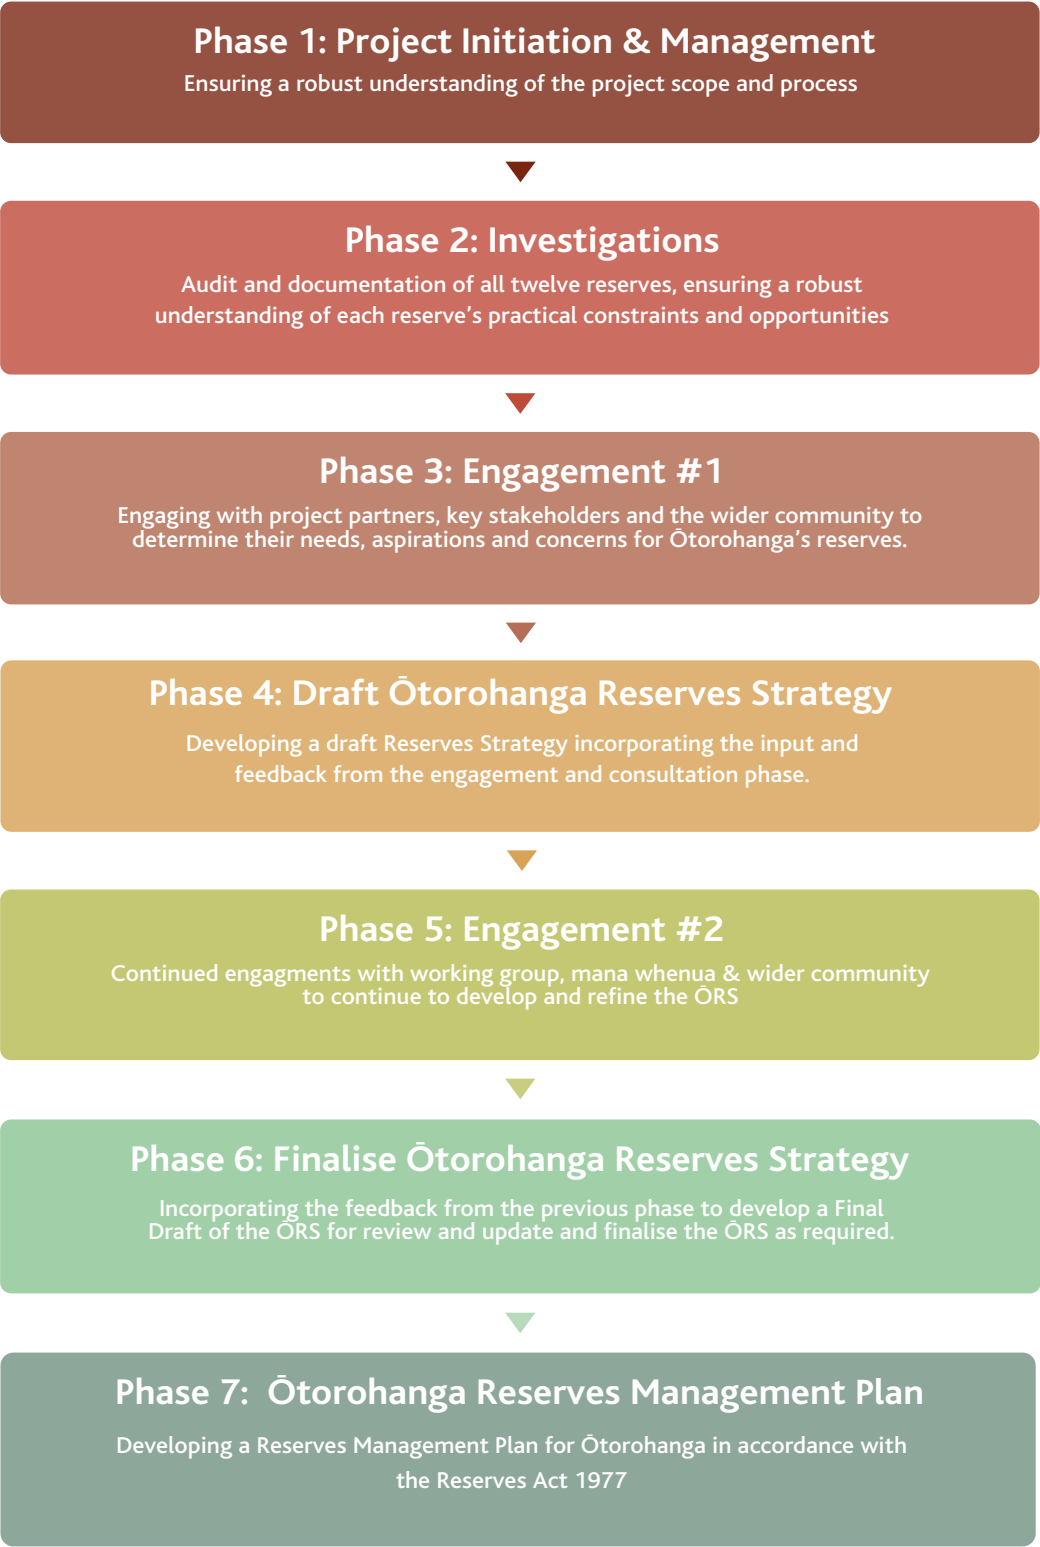 Phase 1: Project Initiation & Management
Ensuring a robust understanding of the project scope and process
Phase 2: Investigations
Audit and documentation of all twelve reserves, ensuring a robust
understanding of each reserve’s practical constraints and opportunities
Phase 3: Engagement #1
Engaging with project partners, key stakeholders and the wider community to
determine their needs, aspirations and concerns for Ōtorohanga’s reserves.
Phase 4: Draft Ōtorohanga Reserves Strategy
Developing a draft Reserves Strategy incorporating the input and
feedback from the engagement and consultation phase.
Phase 5: Engagement #2
Continued engagments with working group, mana whenua & wider community
to continue to develop and refine the ŌRS
Phase 6: Finalise Ōtorohanga Reserves Strategy
Incorporating the feedback from the previous phase to develop a Final
Draft of the ŌRS for review and update and finalise the ŌRS as required.
Phase 7: Ōtorohanga Reserves Management Plan
Developing a Reserves Management Plan for Ōtorohanga in accordance with
the Reserves Act 1977